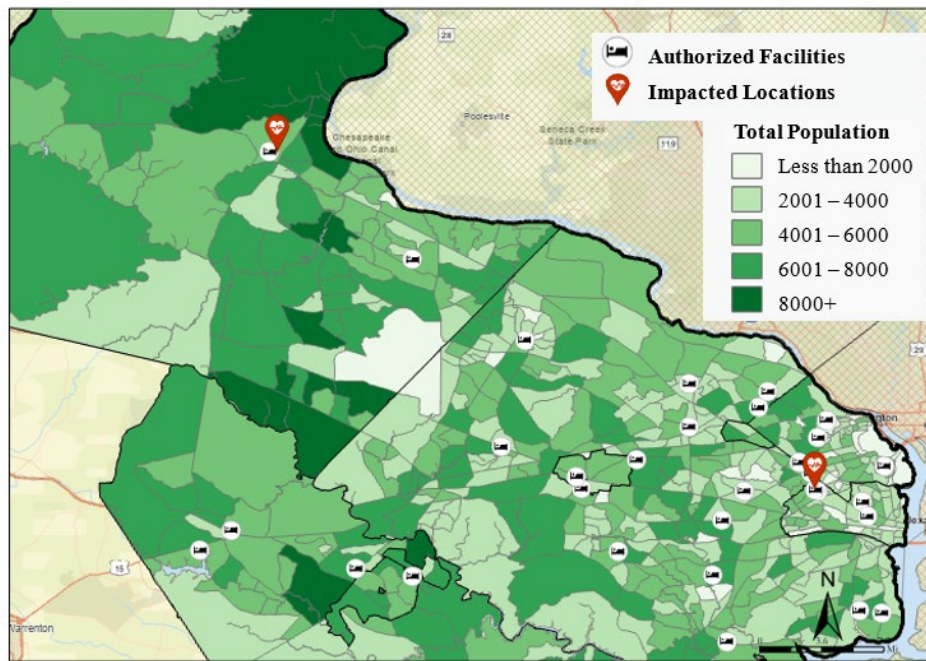 28
Authorized Facilities
Impacted Locations
Poolesville
Seneca Creek
State Park
Chesapeake
Ohio Canal
119
Total Population
Less than 2000
2001 – 4000
4001 – 6000
6001 – 8000
8000+
29
15
N
Warrenton
Mi